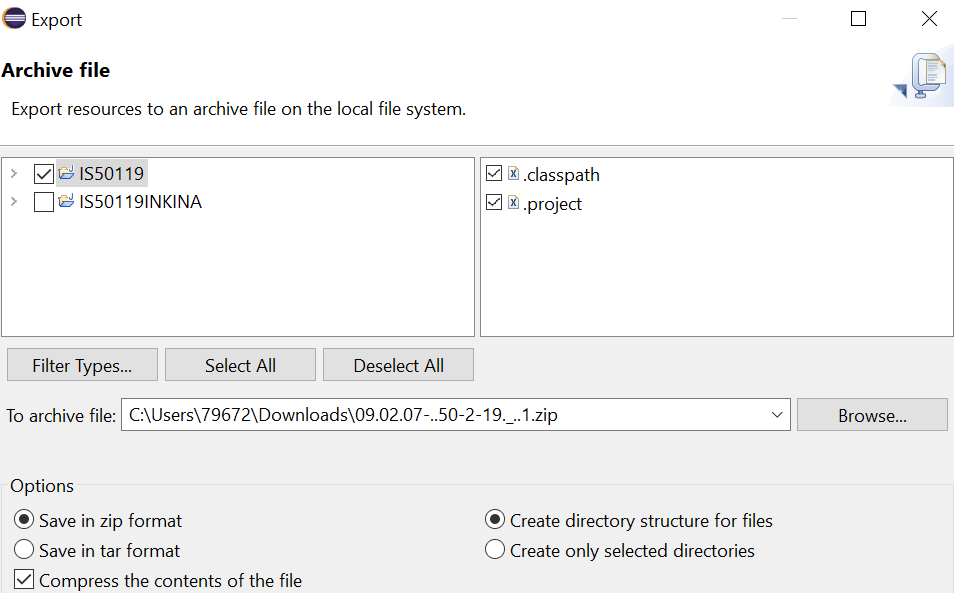 Export
Archive file
Export resources to an archive file on the local file system.
IS50119
IS50119INKINA
.classpath
.project
Filter Types...
Select All
Deselect All
To archive file:
C:\Users\79672\Downloads\09.02.07-..50-2-19._..1.zip
Browse...
Options
Save in zip format
Create directory structure for files
Save in tar format
Create only selected directories
Compress the contents of the file